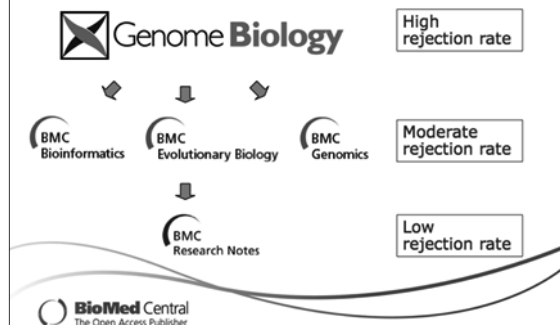 Genome Biology
High
rejection rate
BMC
Bioinformatics
BMC
Evolutionary Biology
BMC
Genomics
Moderate
rejection rate
BMC
Research Notes
Low
rejection rate
BioMed Central
The Open Access Publisher